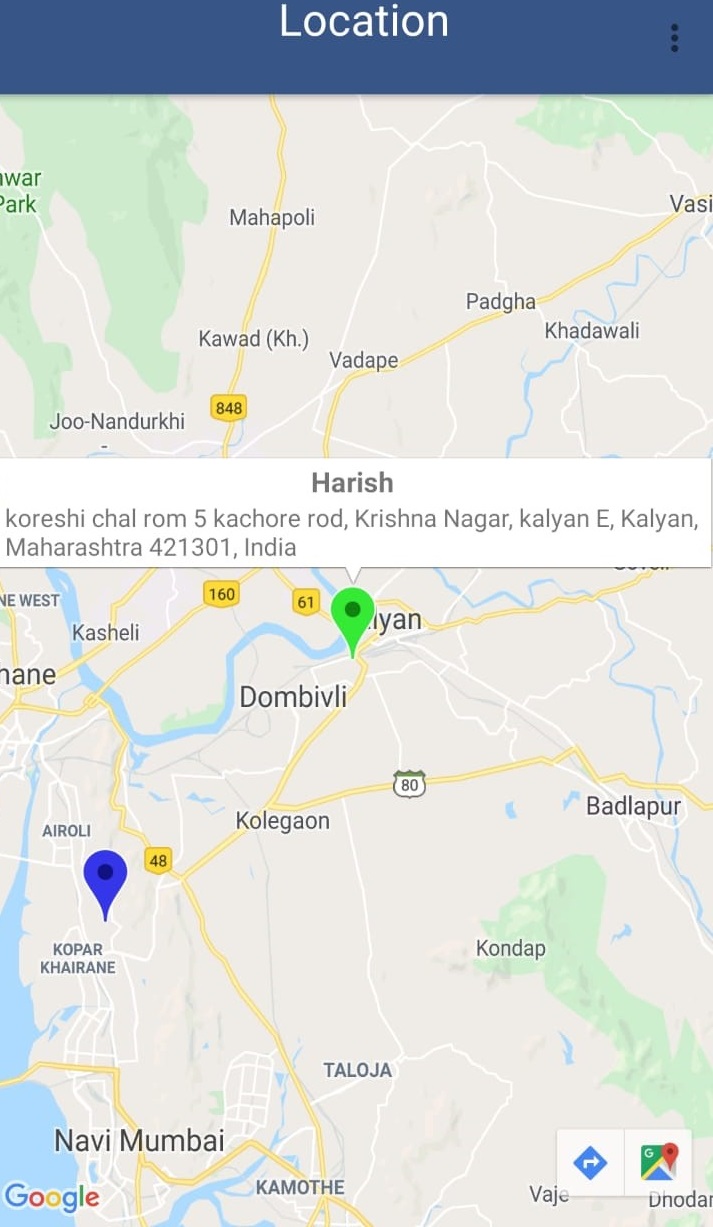 Location
Mahapoli
Park
Padgha
Khadawali
Kawad (Kh.)
Vadape
848
Joo-Nandurkhi
Harish
koreshi chal rom 5 kachore rod, Krishna Nagar, kalyan E, Kalyan,
Maharashtra 421301, India
160
61
NE WEST
Kasheli
lyan
hane
Dombivli
80
Kolegaon
Badlapur
AIROLI
48
KOPAR
KHAIRANE
Kondap
TALOJA
Navi Mumbai
G
Google
KAMOTHE
Vaje
Dhodar